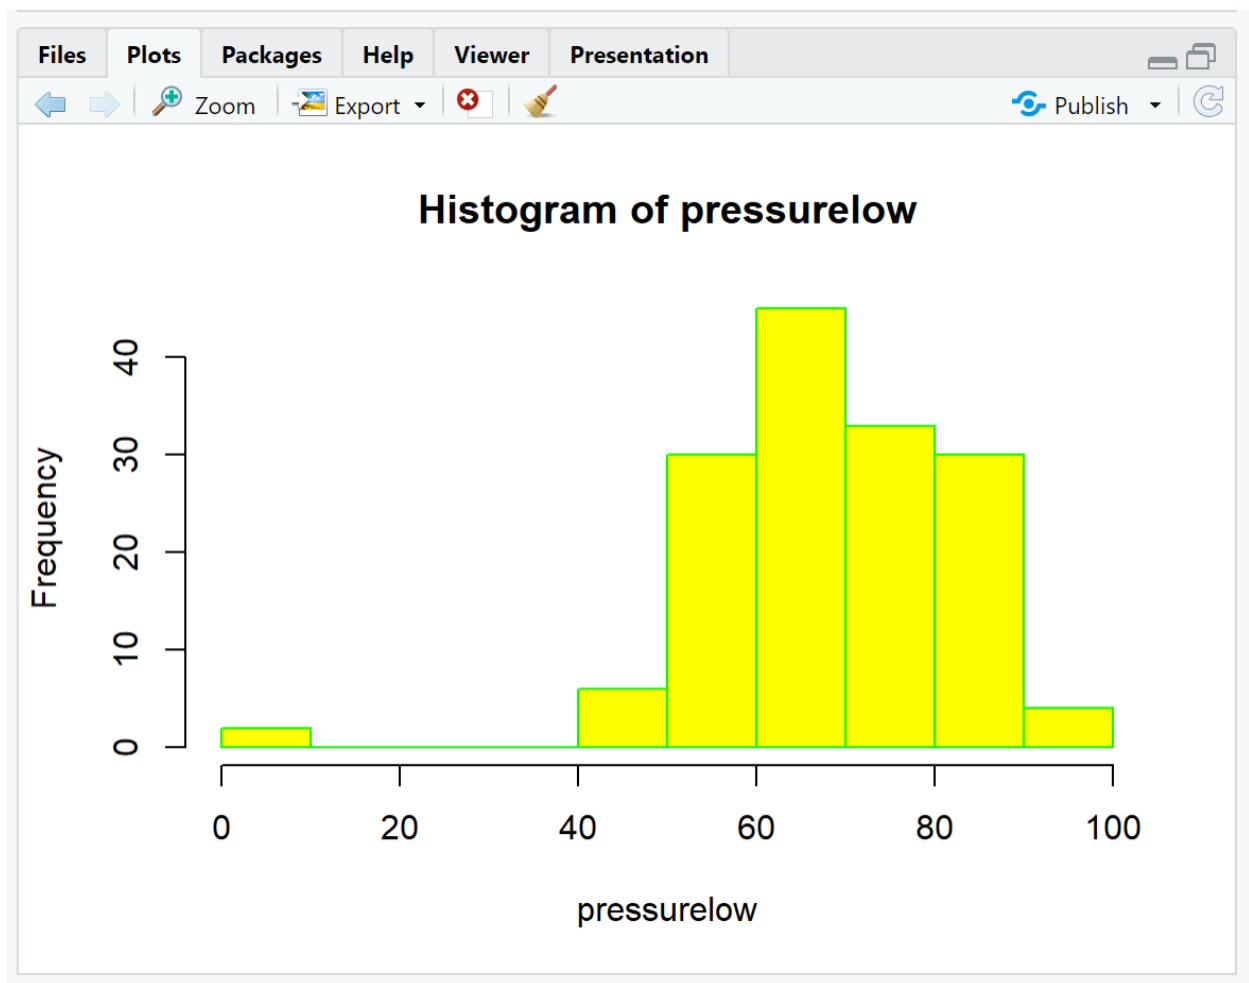 Files Plots Packages Help Viewer Presentation
Zoom Export Publish
Histogram of pressurelow
Frequency
40
30
20
10
0
0 20 40 60 80 100
pressurelow